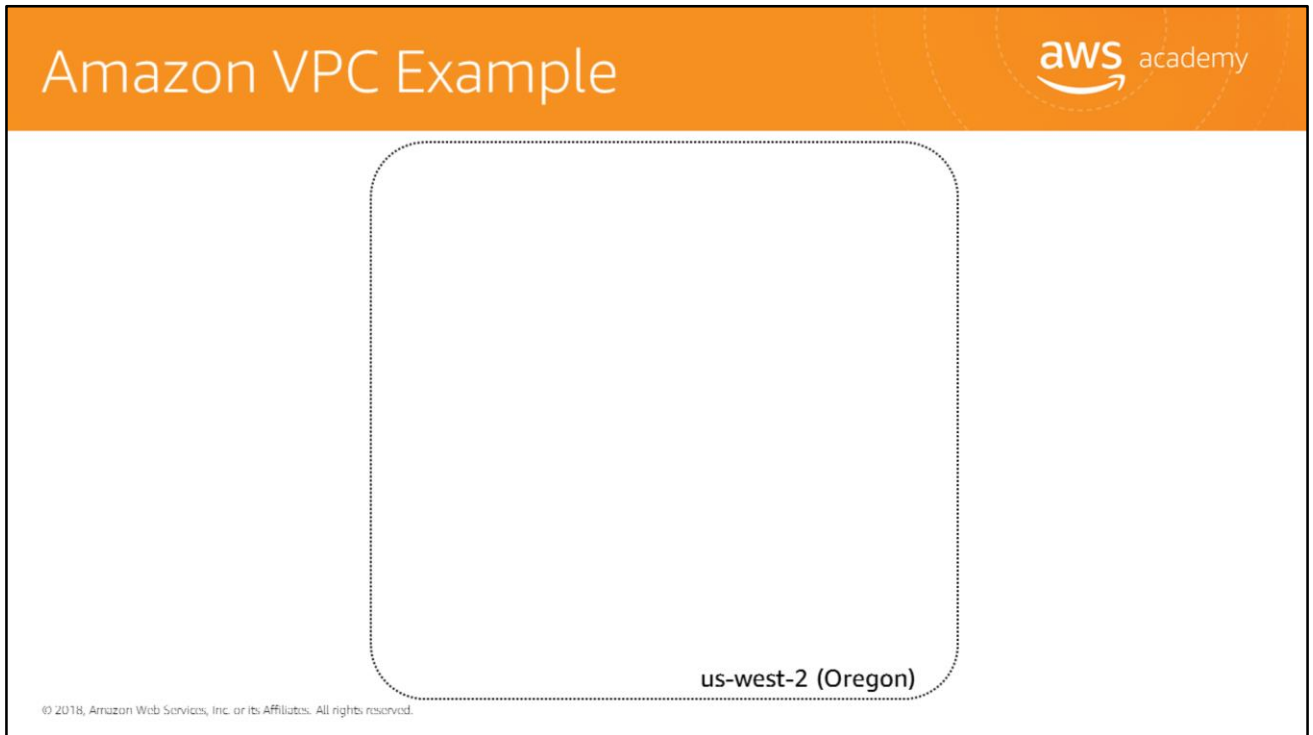 Amazon VPC Example
aws academy
us-west-2 (Oregon)
© 2018, Amazon Web Services, Inc. or its Affiliates. All rights reserved.